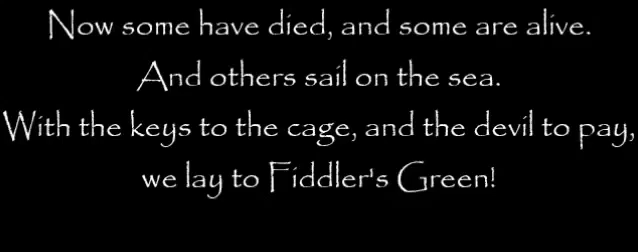 Now some have died, and some are alive.
And others sail on the sea.
With the keys to the cage, and the devil to pay,
we lay to Fiddler's Green!